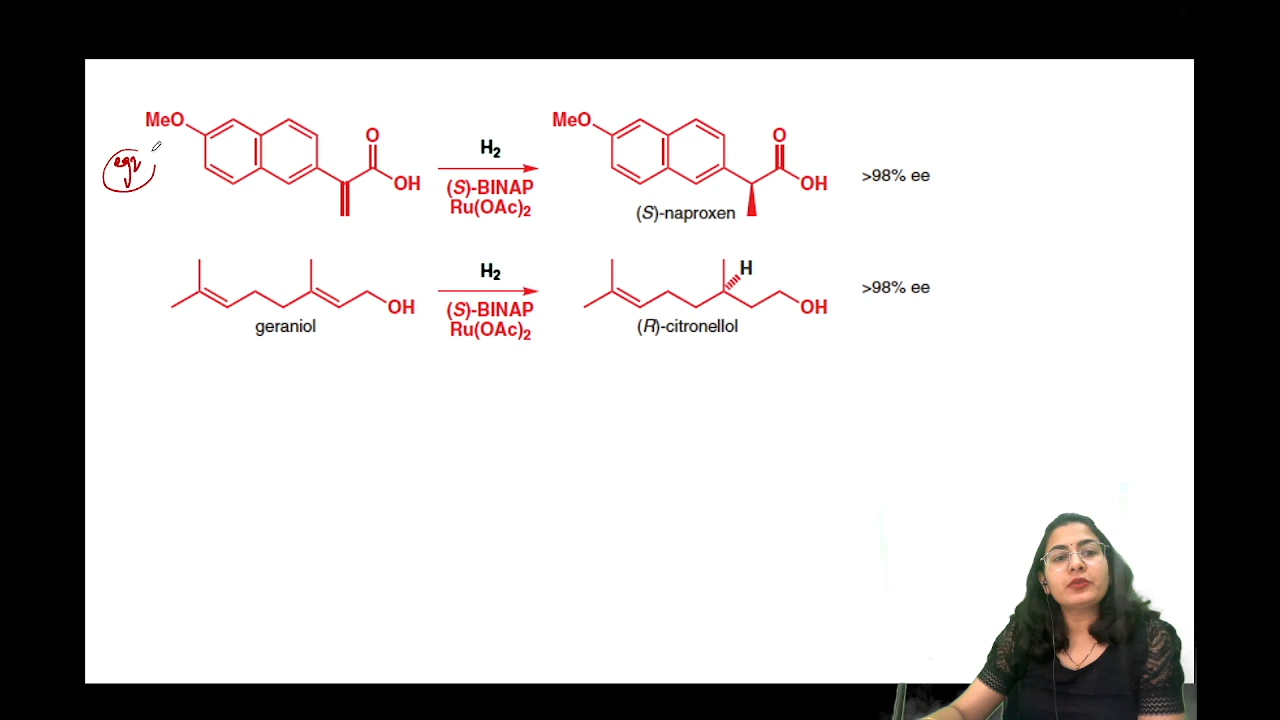 MeO
O
OH
H₂
(S)-BINAP
Ru(OAc)₂
MeO
O
OH
(S)-naproxen
>98% ee
OH
geraniol
H₂
(S)-BINAP
Ru(OAc)₂
H
OH
(R)-citronellol
>98% ee